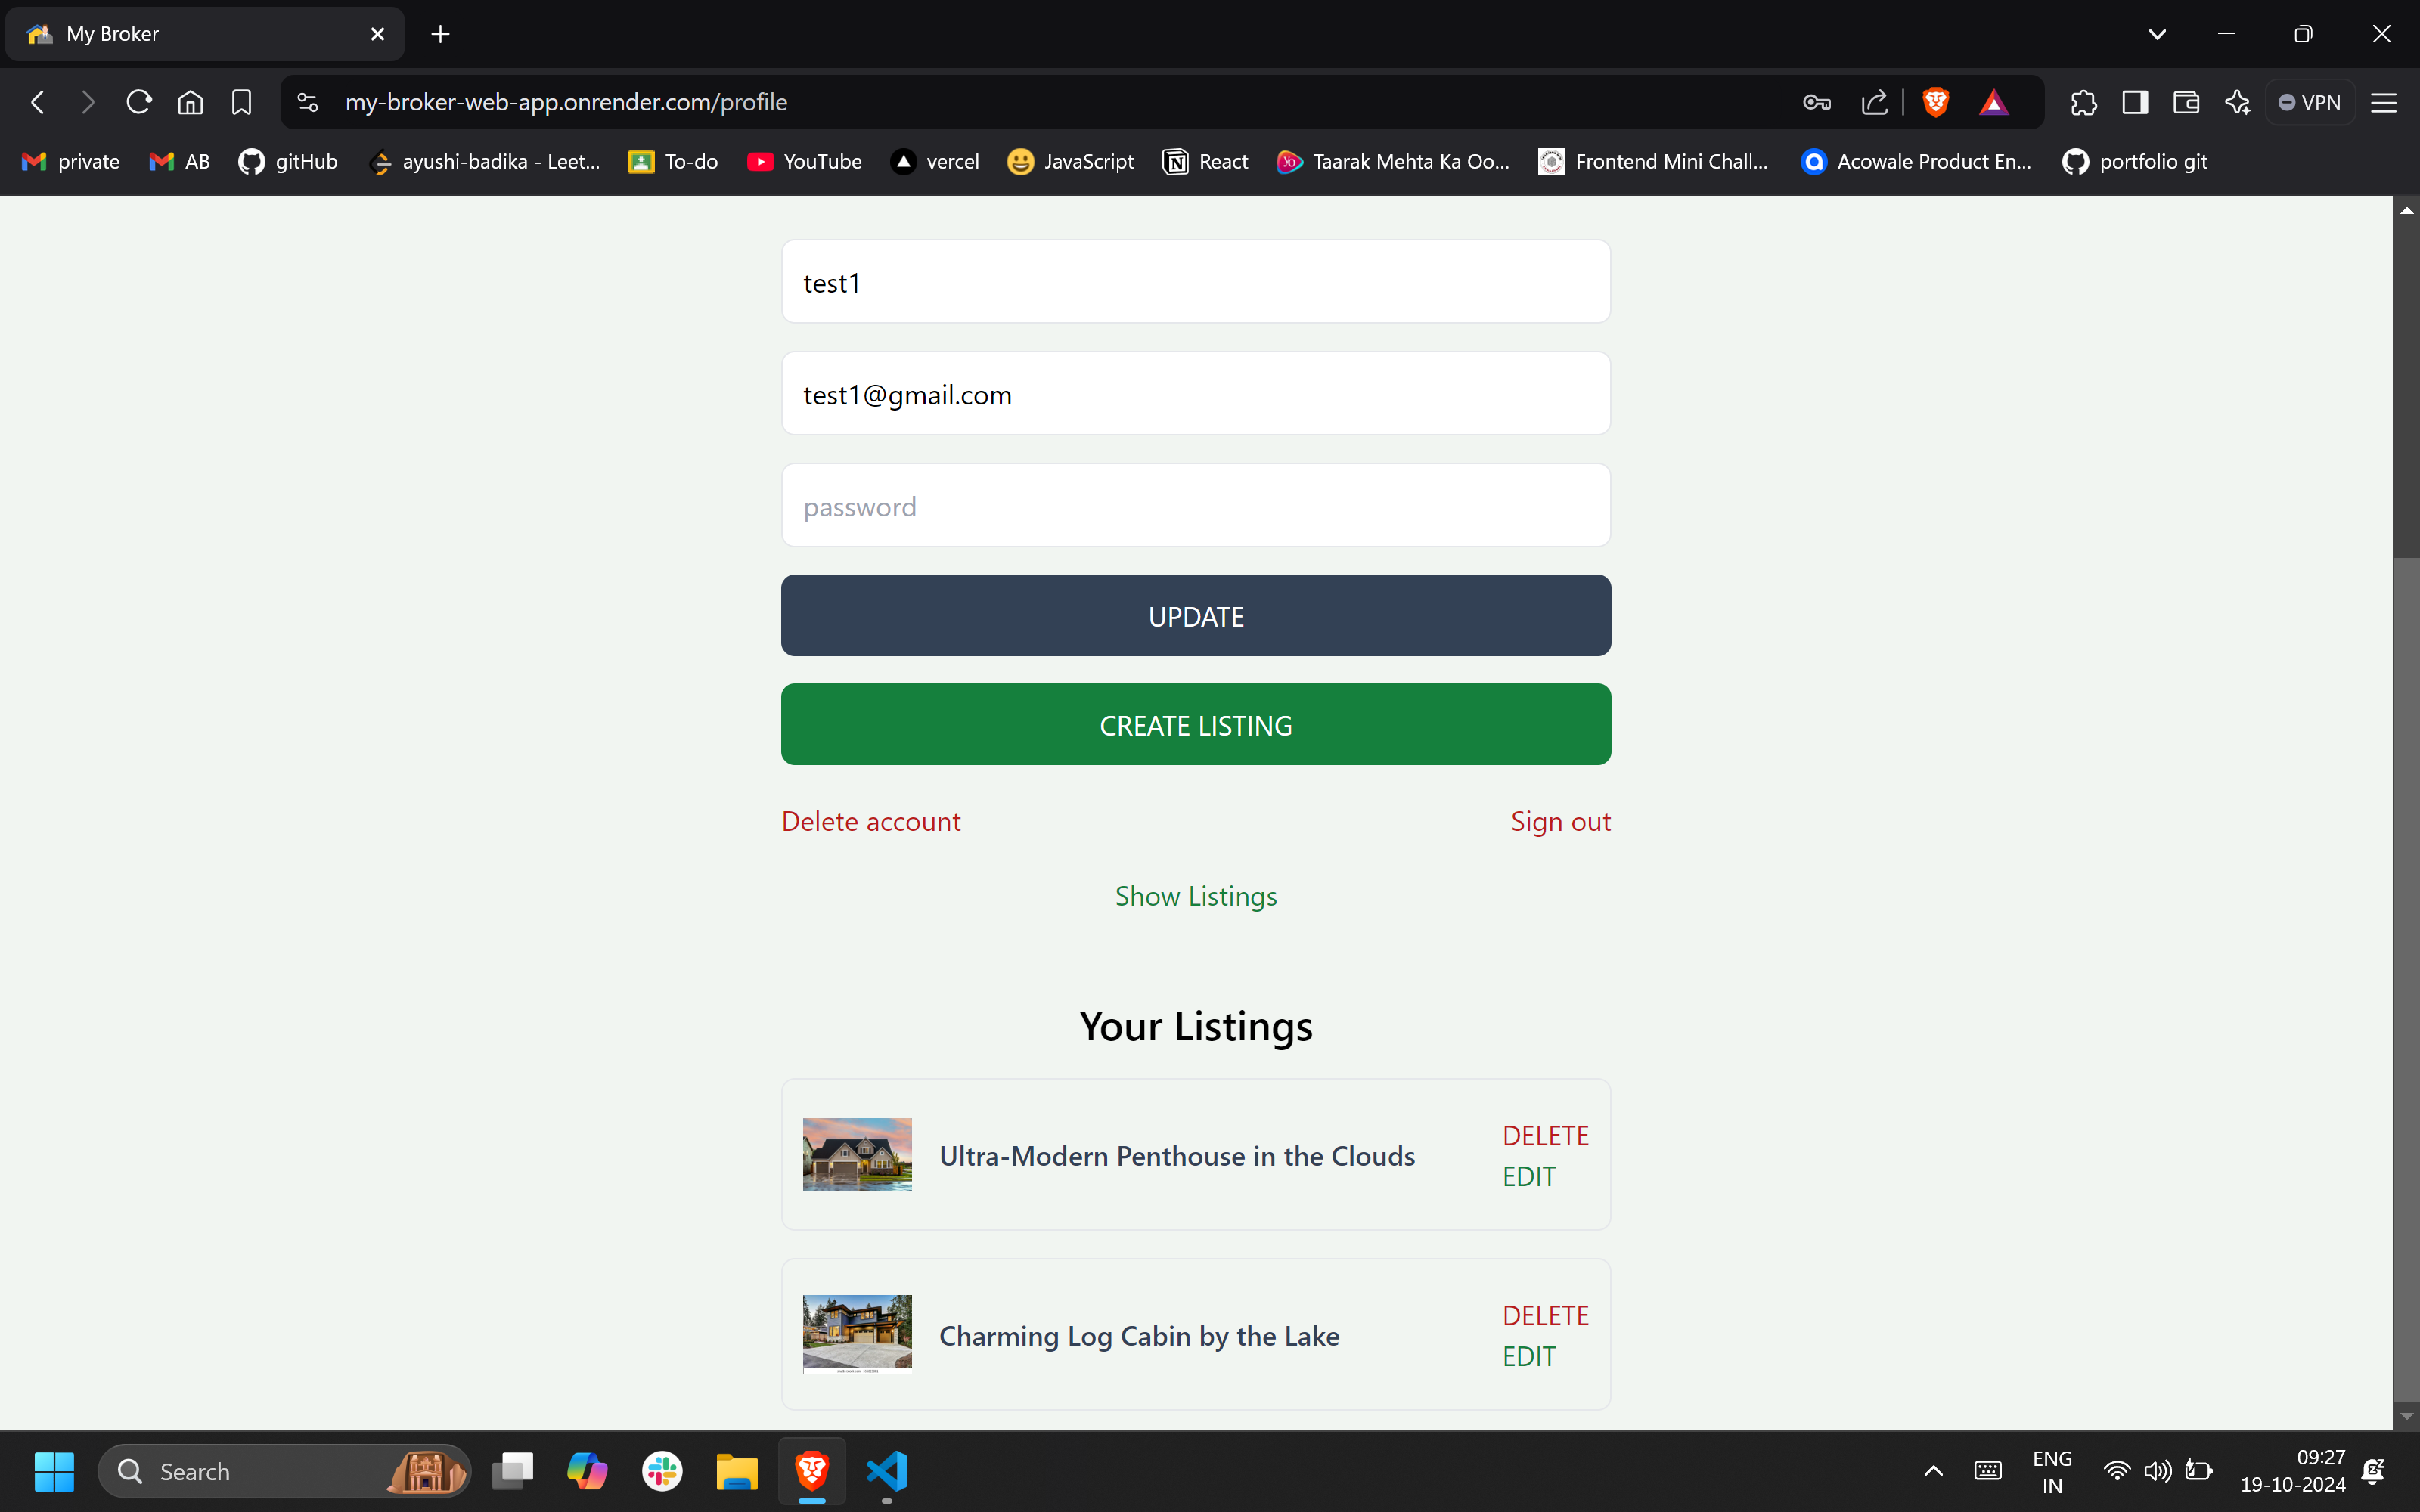 My Broker
my-broker-web-app.onrender.com/profile
VPN
private AB gitHub ayushi-badika - Leet... To-do YouTube vercel JavaScript React Taarak Mehta Ka Oo... Frontend Mini Chall... Acowale Product En... portfolio git
test1
test1@gmail.com
password
UPDATE
CREATE LISTING
Delete account Sign out
Show Listings
Your Listings
Ultra-Modern Penthouse in the Clouds
DELETE
EDIT
Charming Log Cabin by the Lake
DELETE
EDIT
Search
ENG
IN
09:27
19-10-2024